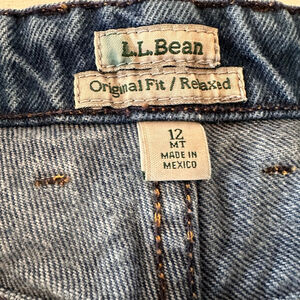 L.L.Bean
Original Fit / Relaxed
12
MT
MADE IN
MEXICO